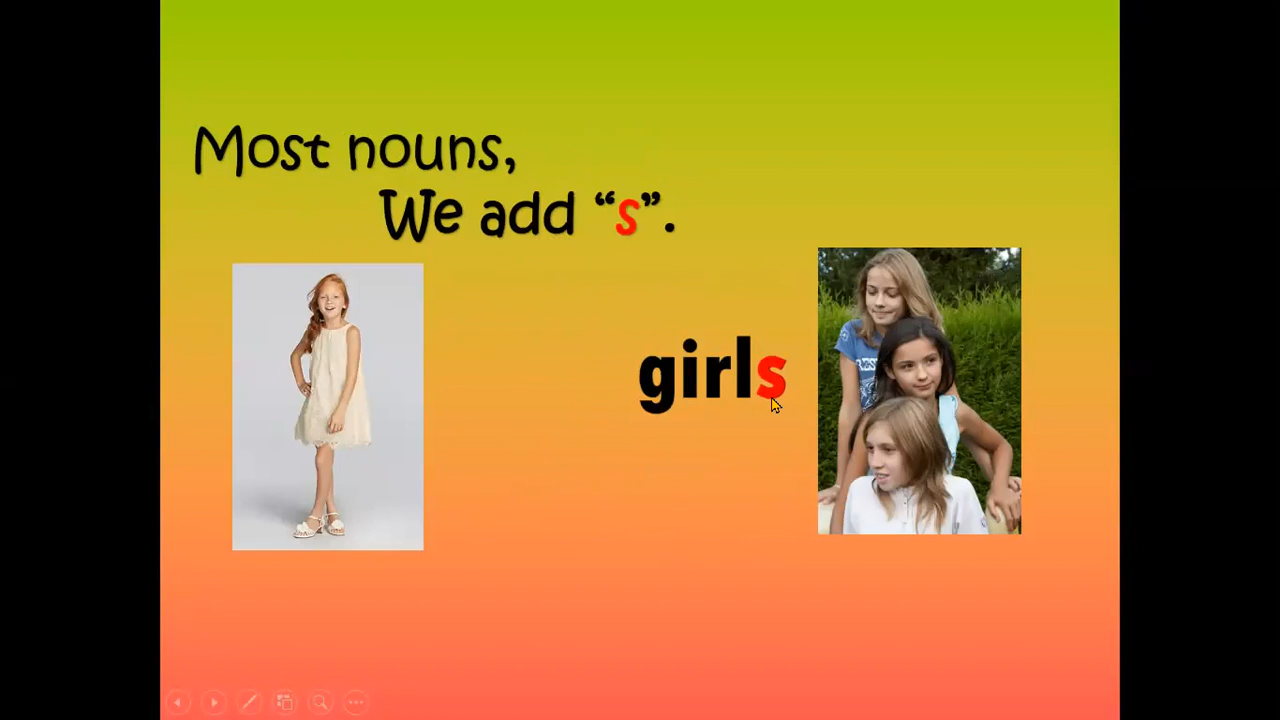 Most nouns,
We add “s”.
girls